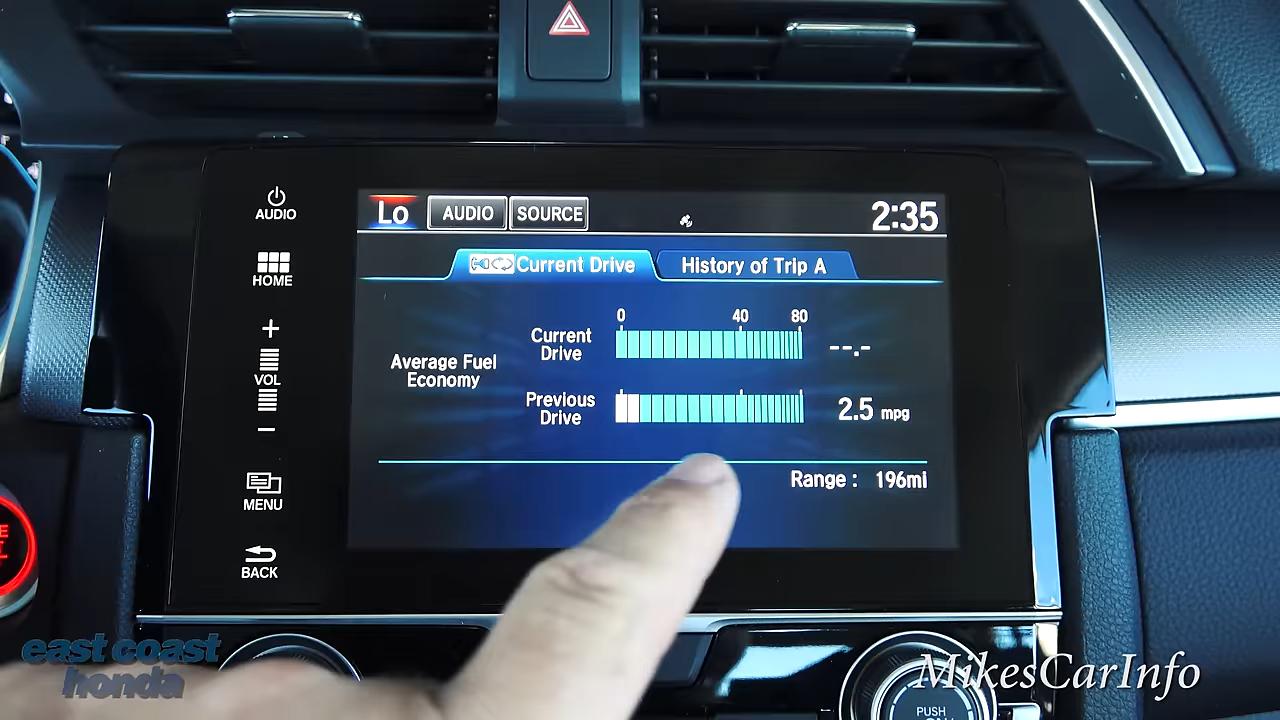 AUDIO
HOME
+
VOL
−
MENU
BACK
Lo
AUDIO
SOURCE
2:35
Current Drive
History of Trip A
0 40 80
Current
Drive
--.-
Average Fuel
Economy
Previous
Drive
2.5 mpg
Range : 196mi
east coast
honda
MikesCarInfo
PUSH